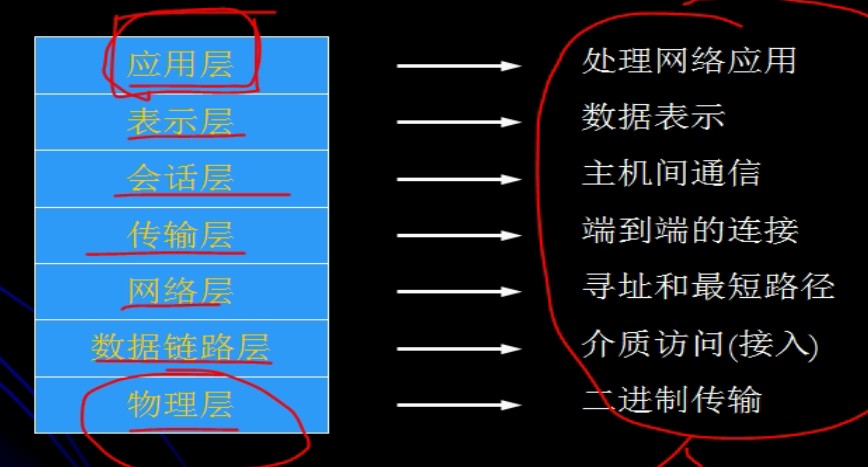 应用层 处理网络应用
表示层 数据表示
会话层 主机间通信
传输层 端到端的连接
网络层 寻址和最短路径
数据链路层 介质访问(接入)
物理层 二进制传输